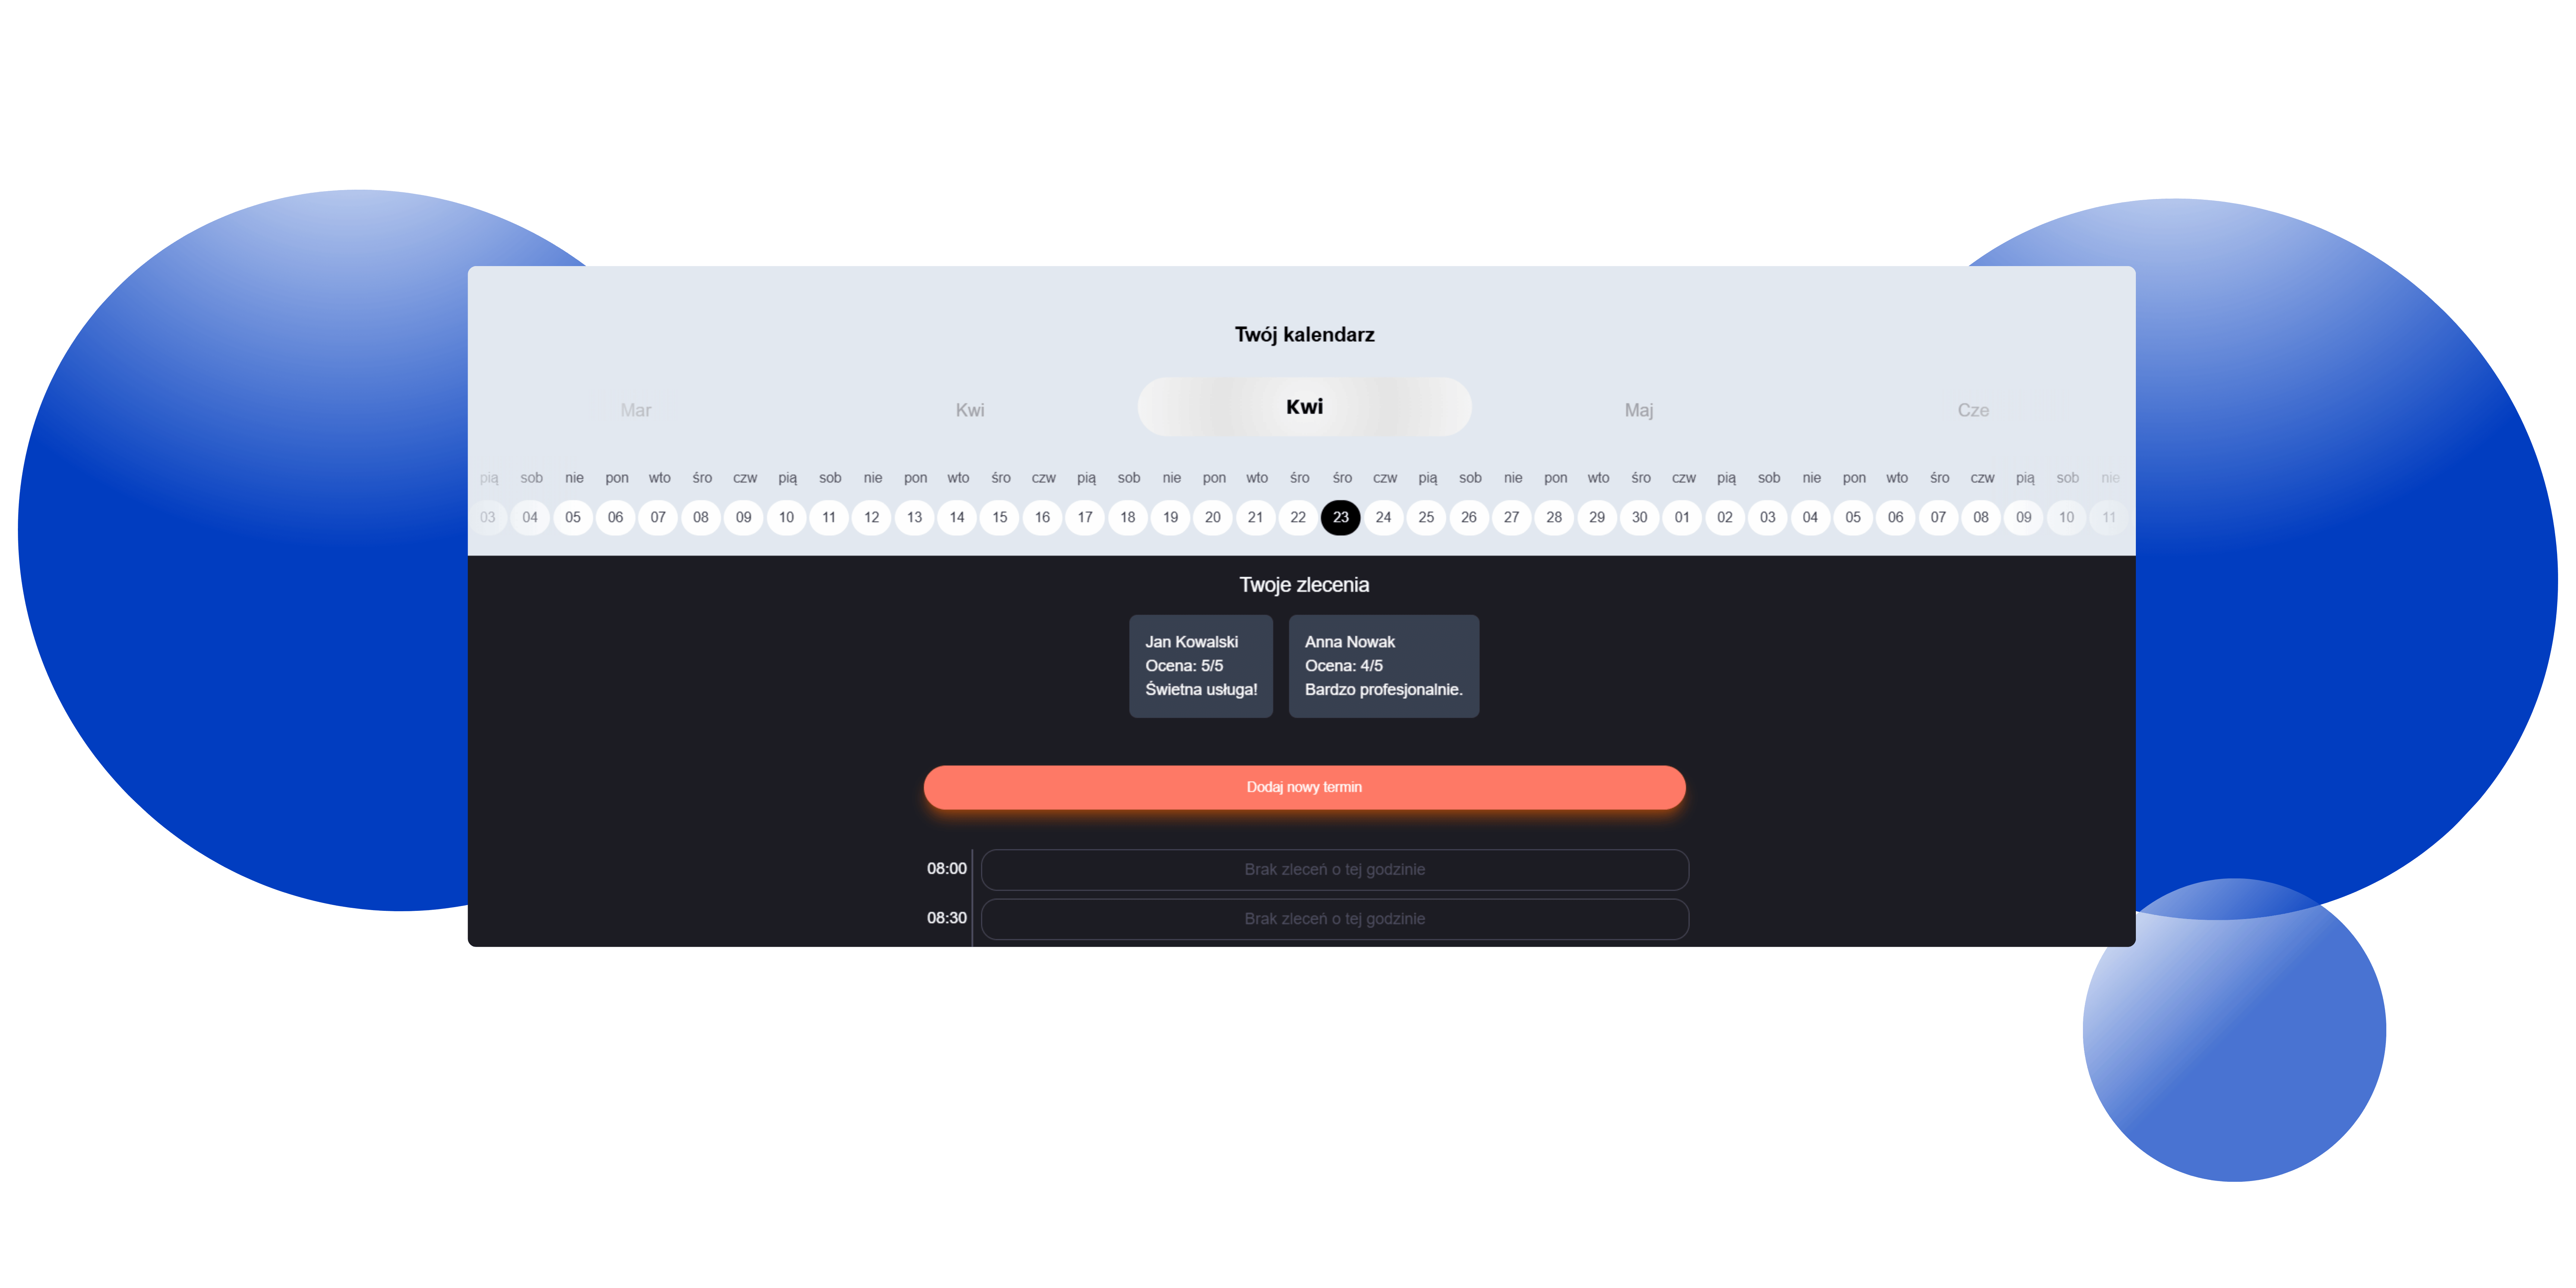 Twój kalendarz
Mar Kwi Kwi Maj Cze
pią sob nie pon wto śro czw pią sob nie pon wto śro czw pią sob nie pon wto śro śro czw pią sob nie pon wto śro czw pią sob nie pon wto śro czw pią sob nie
03 04 05 06 07 08 09 10 11 12 13 14 15 16 17 18 19 20 21 22 23 24 25 26 27 28 29 30 01 02 03 04 05 06 07 08 09 10 11
Twoje zlecenia
Jan Kowalski
Ocena: 5/5
Świetna usługa!
Anna Nowak
Ocena: 4/5
Bardzo profesjonalnie.
Dodaj nowy termin
08:00 Brak zleceń o tej godzinie
08:30 Brak zleceń o tej godzinie